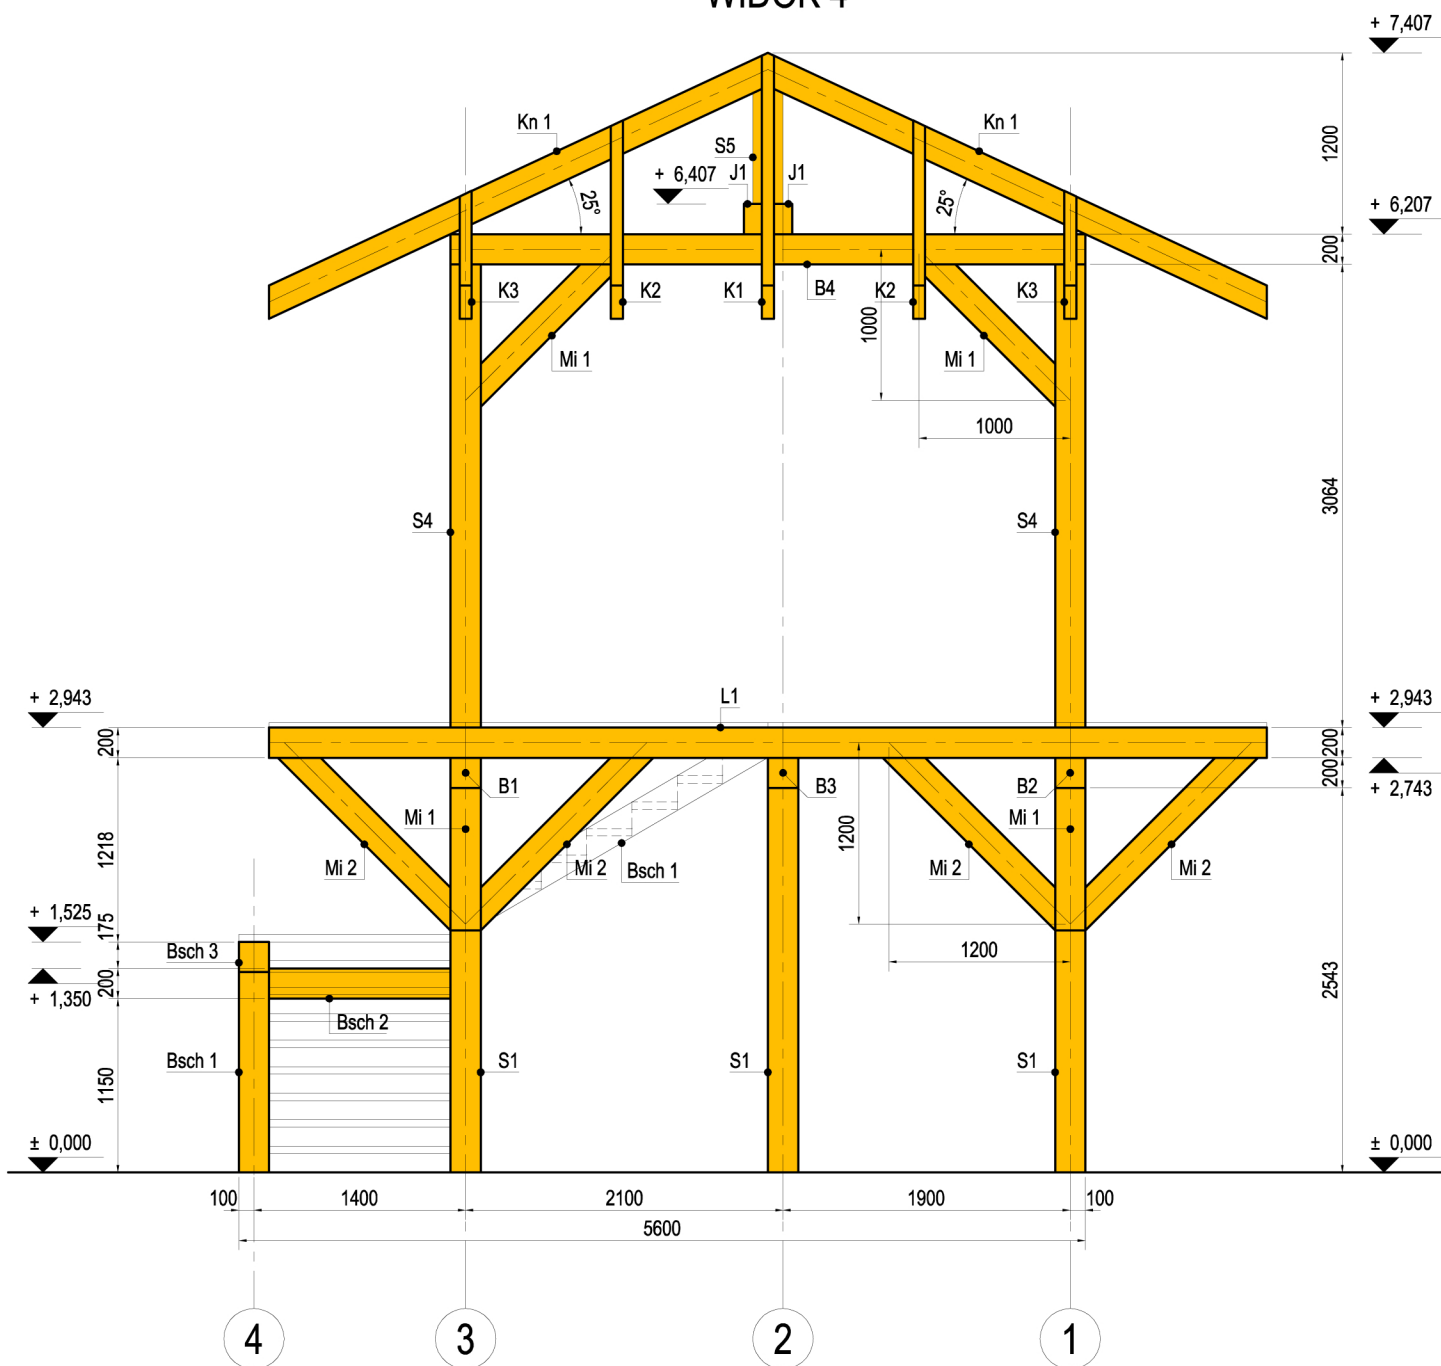 WIDOK 4
+ 7,407
Kn 1
Kn 1
1200
S5
+ 6,407
J1
J1
25°
25°
+ 6,207
200
K3
K2
K1
B4
K2
K3
1000
Mi 1
Mi 1
1000
3064
S4
S4
+ 2,943
L1
+ 2,943
200
200
200
B1
B3
B2
+ 2,743
Mi 1
Mi 1
1218
1200
Mi 2
Mi 2
Bsch 1
Mi 2
Mi 2
+ 1,525
175
Bsch 3
1200
200
+ 1,350
2543
Bsch 2
Bsch 1
S1
S1
S1
1150
± 0,000
± 0,000
100
1400
2100
1900
100
5600
4
3
2
1